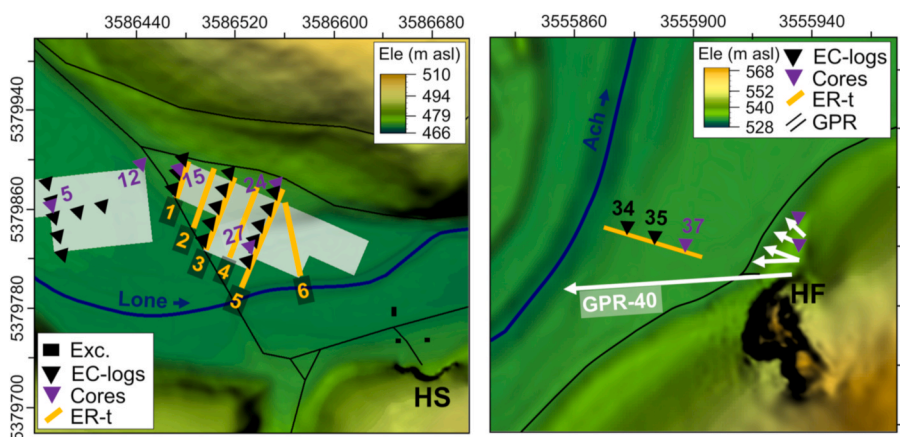 3586440 3586520 3586600 3586680
5379940
5379860
5379780
5379700
Ele (m asl)
510
494
479
466
5
12
15
24
27
1
2
3
4
5
6
Lone →
HS
Exc.
EC-logs
Cores
ER-t
3555860 3555900 3555940
Ele (m asl)
568
552
540
528
EC-logs
Cores
ER-t
GPR
Ach →
34
35
37
GPR-40
HF